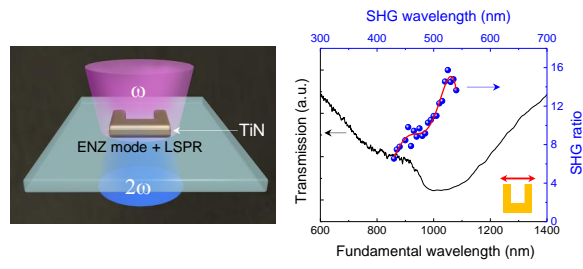 ω
TiN
ENZ mode + LSPR
2ω
SHG wavelength (nm)
300 400 500 600 700
Transmission (a.u.)
16
12
8
4
0
SHG ratio
600 800 1000 1200 1400
Fundamental wavelength (nm)